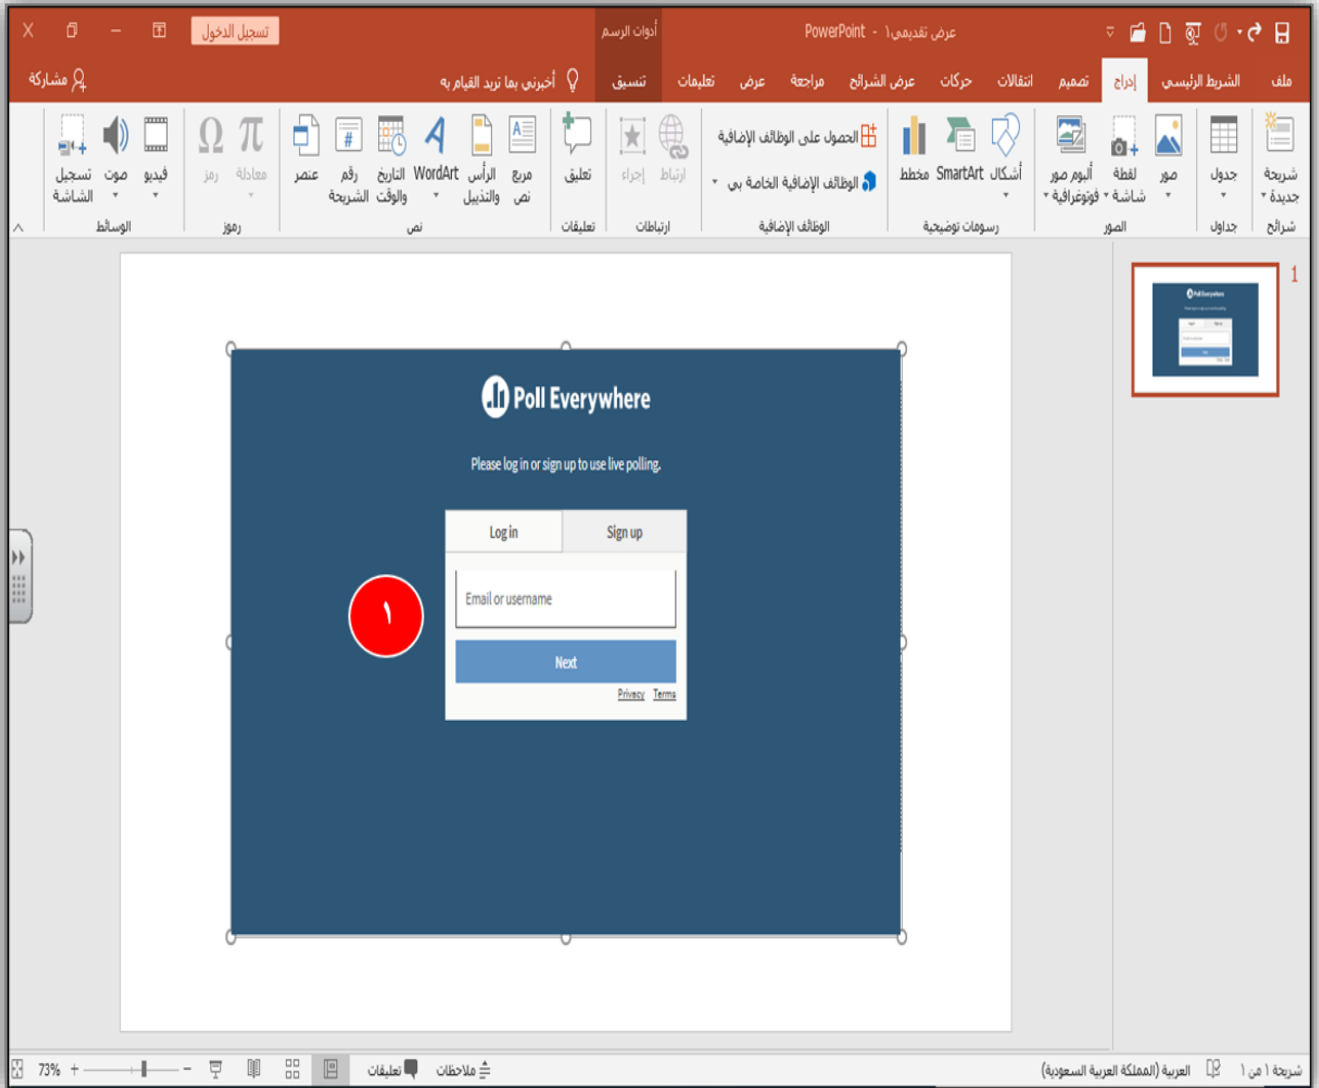 عرض تقديمي١ - PowerPoint
أدوات الرسم
تسجيل الدخول
ملف
الشريط الرئيسي
إدراج
تصميم
انتقالات
حركات
عرض الشرائح
مراجعة
عرض
تعليمات
تنسيق
أخبرني بما تريد القيام به
مشاركة
شريحة
جديدة
جدول
صور
لقطة
شاشة
ألبوم صور
فوتوغرافية
أشكال
SmartArt
مخطط
الحصول على الوظائف الإضافية
الوظائف الإضافية الخاصة بي
ارتباط
إجراء
تعليق
مربع
نص
الرأس
والتذييل
WordArt
التاريخ
والوقت
رقم
الشريحة
عنصر
معادلة
رمز
فيديو
صوت
تسجيل
الشاشة
شرائح
جداول
الصور
رسومات توضيحية
الوظائف الإضافية
ارتباطات
تعليقات
نص
رموز
الوسائط
1
Poll Everywhere
Please log in or sign up to use live polling.
Log in
Sign up
Email or username
١
Next
Privacy Terms
شريحة ١ من ١
العربية (المملكة العربية السعودية)
ملاحظات
تعليقات
73%